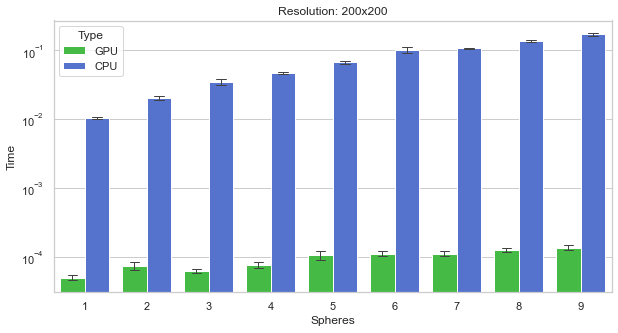 Resolution: 200x200
Type
GPU
CPU
10⁻¹
10⁻²
10⁻³
10⁻⁴
Time
1 2 3 4 5 6 7 8 9
Spheres